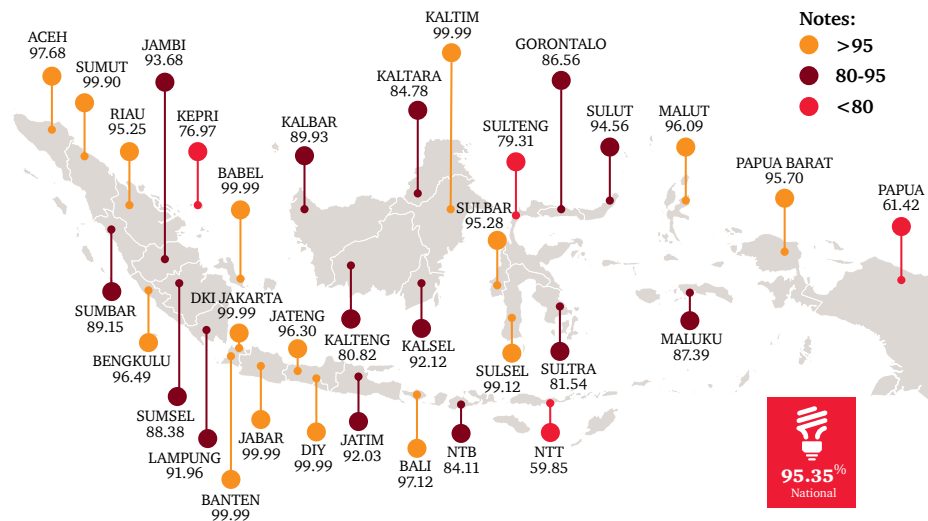 KALTIM
99.99
Notes:
>95
80-95
<80
ACEH
97.68
SUMUT
99.90
JAMBI
93.68
GORONTALO
86.56
KALTARA
84.78
RIAU
95.25
KEPRI
76.97
KALBAR
89.93
SULTENG
79.31
SULUT
94.56
MALUT
96.09
BABEL
99.99
PAPUA BARAT
95.70
PAPUA
61.42
SULBAR
95.28
SUMBAR
89.15
DKI JAKARTA
99.99
JATENG
96.30
BENGKULU
96.49
KALTENG
80.82
KALSEL
92.12
SULSEL
99.12
SULTRA
81.54
MALUKU
87.39
SUMSEL
88.38
LAMPUNG
91.96
JABAR
99.99
DIY
99.99
JATIM
92.03
BALI
97.12
NTB
84.11
NTT
59.85
BANTEN
99.99
95.35%
National